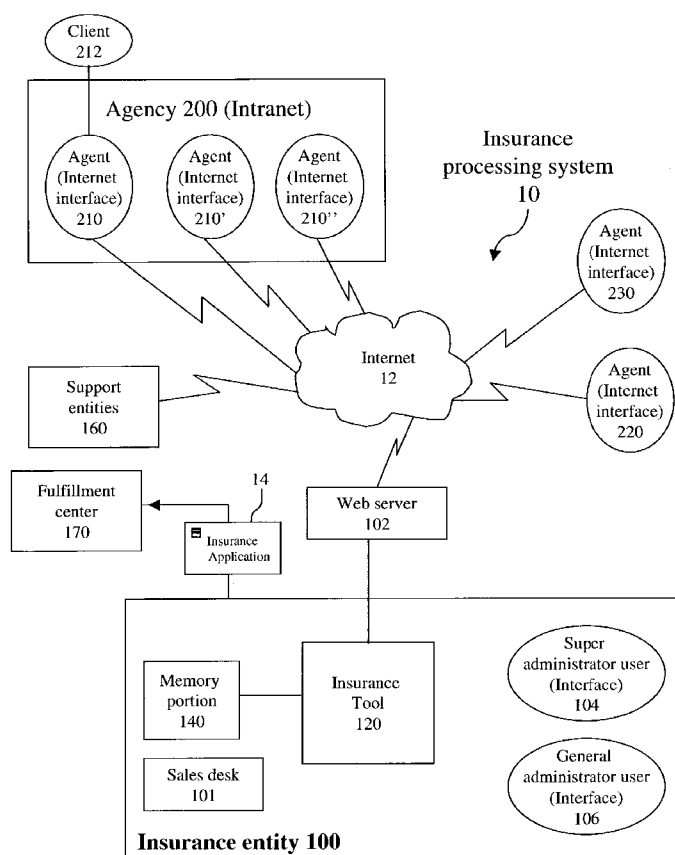 Client
212
Agency 200 (Intranet)
Agent
(Internet
interface)
210
Agent
(Internet
interface)
210'
Agent
(Internet
interface)
210''
Insurance
processing system
10
Agent
(Internet
interface)
230
Internet
12
Agent
(Internet
interface)
220
Support
entities
160
Fulfillment
center
170
14
Insurance
Application
Web server
102
Memory
portion
140
Insurance
Tool
120
Super
administrator user
(Interface)
104
Sales desk
101
General
administrator user
(Interface)
106
Insurance entity 100